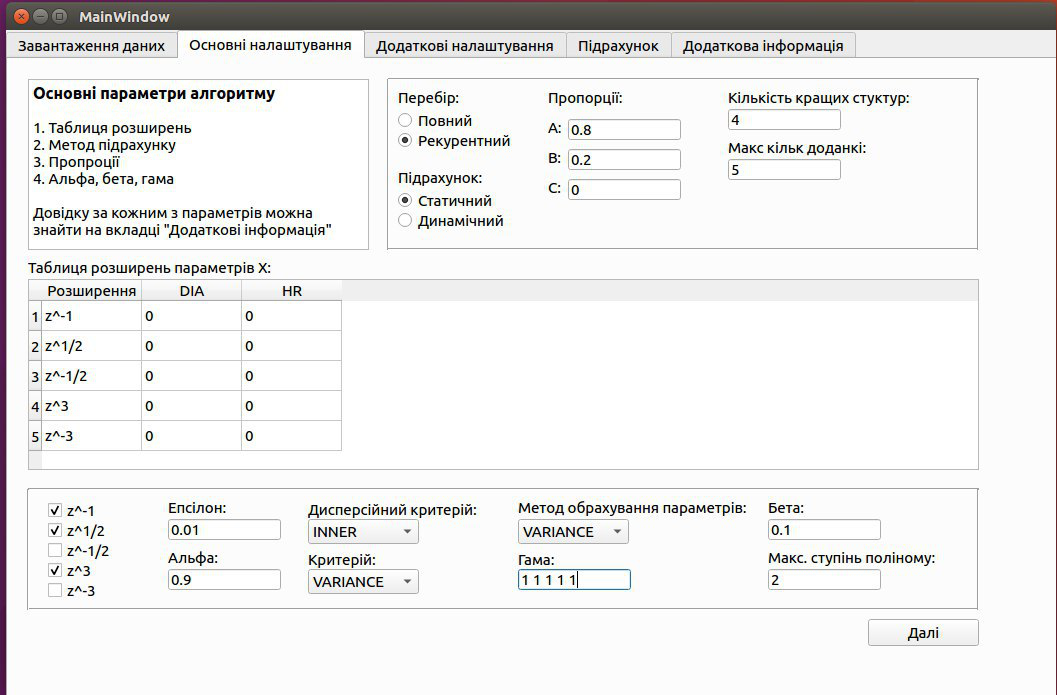 MainWindow
Завантаження даних
Основні налаштування
Додаткові налаштування
Підрахунок
Додаткова інформація
Основні параметри алгоритму
1. Таблиця розширень
2. Метод підрахунку
3. Пропроції
4. Альфа, бета, гама
Довідку за кожним з параметрів можна
знайти на вкладці "Додаткові інформація"
Перебір:
Повний
Рекурентний
Підрахунок:
Статичний
Динамічний
Пропорції:
A: 0.8
B: 0.2
C: 0
Кількість кращих стуктур:
4
Макс кільк доданкі:
5
Таблиця розширень параметрів X:
Розширення DIA HR
1 z^-1 0 0
2 z^1/2 0 0
3 z^-1/2 0 0
4 z^3 0 0
5 z^-3 0 0
z^-1
z^1/2
z^-1/2
z^3
z^-3
Епсілон:
0.01
Альфа:
0.9
Дисперсійний критерій:
INNER
Критерій:
VARIANCE
Метод обрахування параметрів:
VARIANCE
Гама:
1 1 1 1 1
Бета:
0.1
Макс. ступінь поліному:
2
Далі